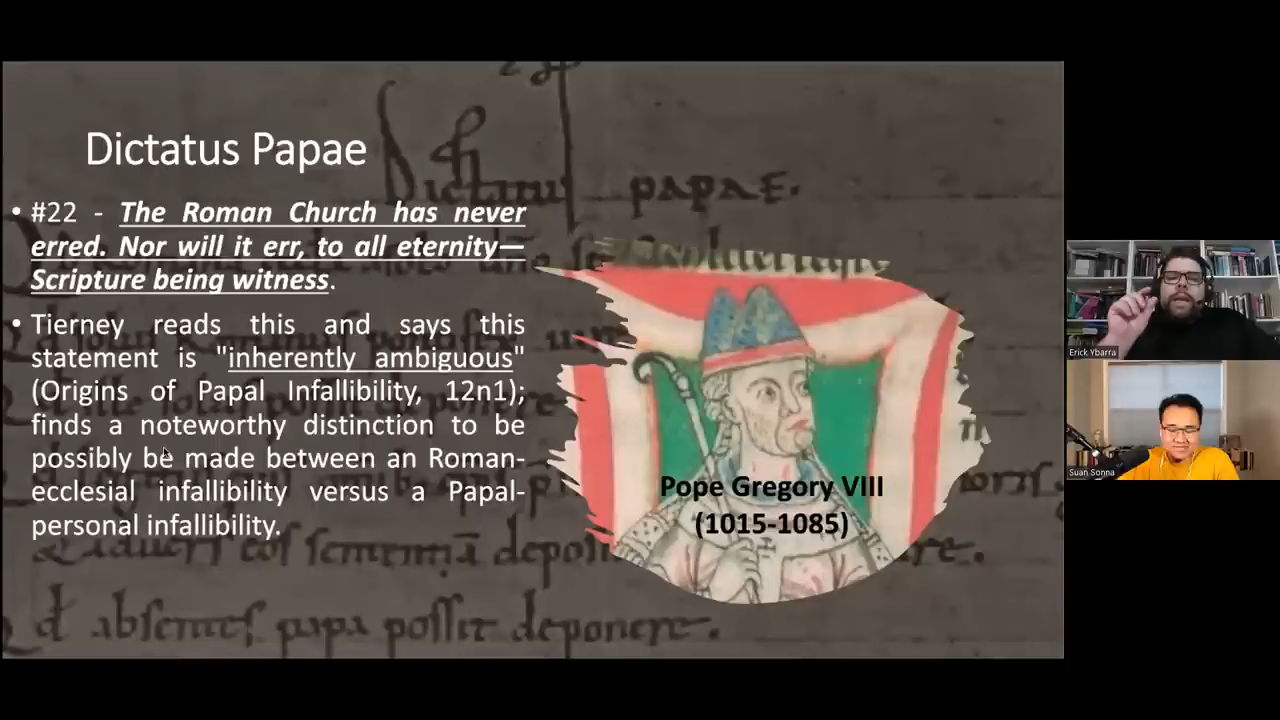 Dictatus papae.
Dictatus Papae
• #22 - The Roman Church has never
erred. Nor will it err, to all eternity—
Scripture being witness.
• Tierney reads this and says this
statement is "inherently ambiguous"
(Origins of Papal Infallibility, 12n1);
finds a noteworthy distinction to be
possibly be made between an Roman-
ecclesial infallibility versus a Papal-
personal infallibility.
Pope Gregory VIII
(1015-1085)
absentes papa possit deponere.
Erick Ybarra
Suan Sonna